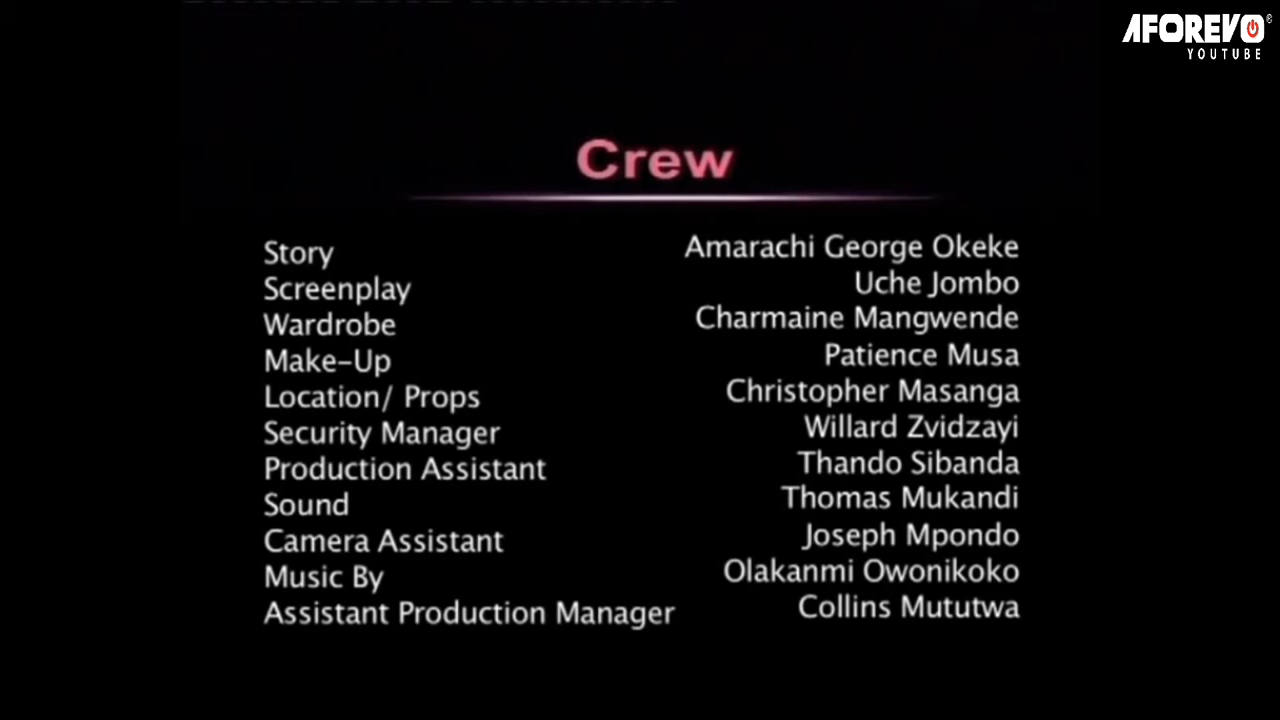 AFOREVO®
YOUTUBE
Crew
Story Amarachi George Okeke
Screenplay Uche Jombo
Wardrobe Charmaine Mangwende
Make-Up Patience Musa
Location/ Props Christopher Masanga
Security Manager Willard Zvidzayi
Production Assistant Thando Sibanda
Sound Thomas Mukandi
Camera Assistant Joseph Mpondo
Music By Olakanmi Owonikoko
Assistant Production Manager Collins Mututwa